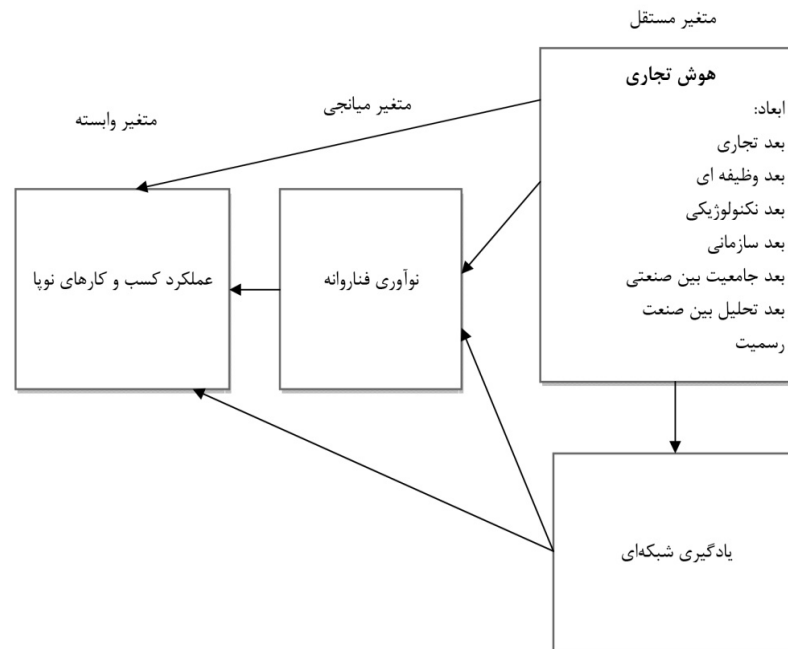 متغیر مستقل
هوش تجاری
ابعاد:
بعد تجاری
بعد وظیفه ای
بعد نکنولوژیکی
بعد سازمانی
بعد جامعیت بین صنعتی
بعد تحلیل بین صنعت
رسمیت
متغیر میانجی
متغیر وابسته
نوآوری فناروانه
عملکرد کسب و کارهای نوپا
یادگیری شبکه‌ای